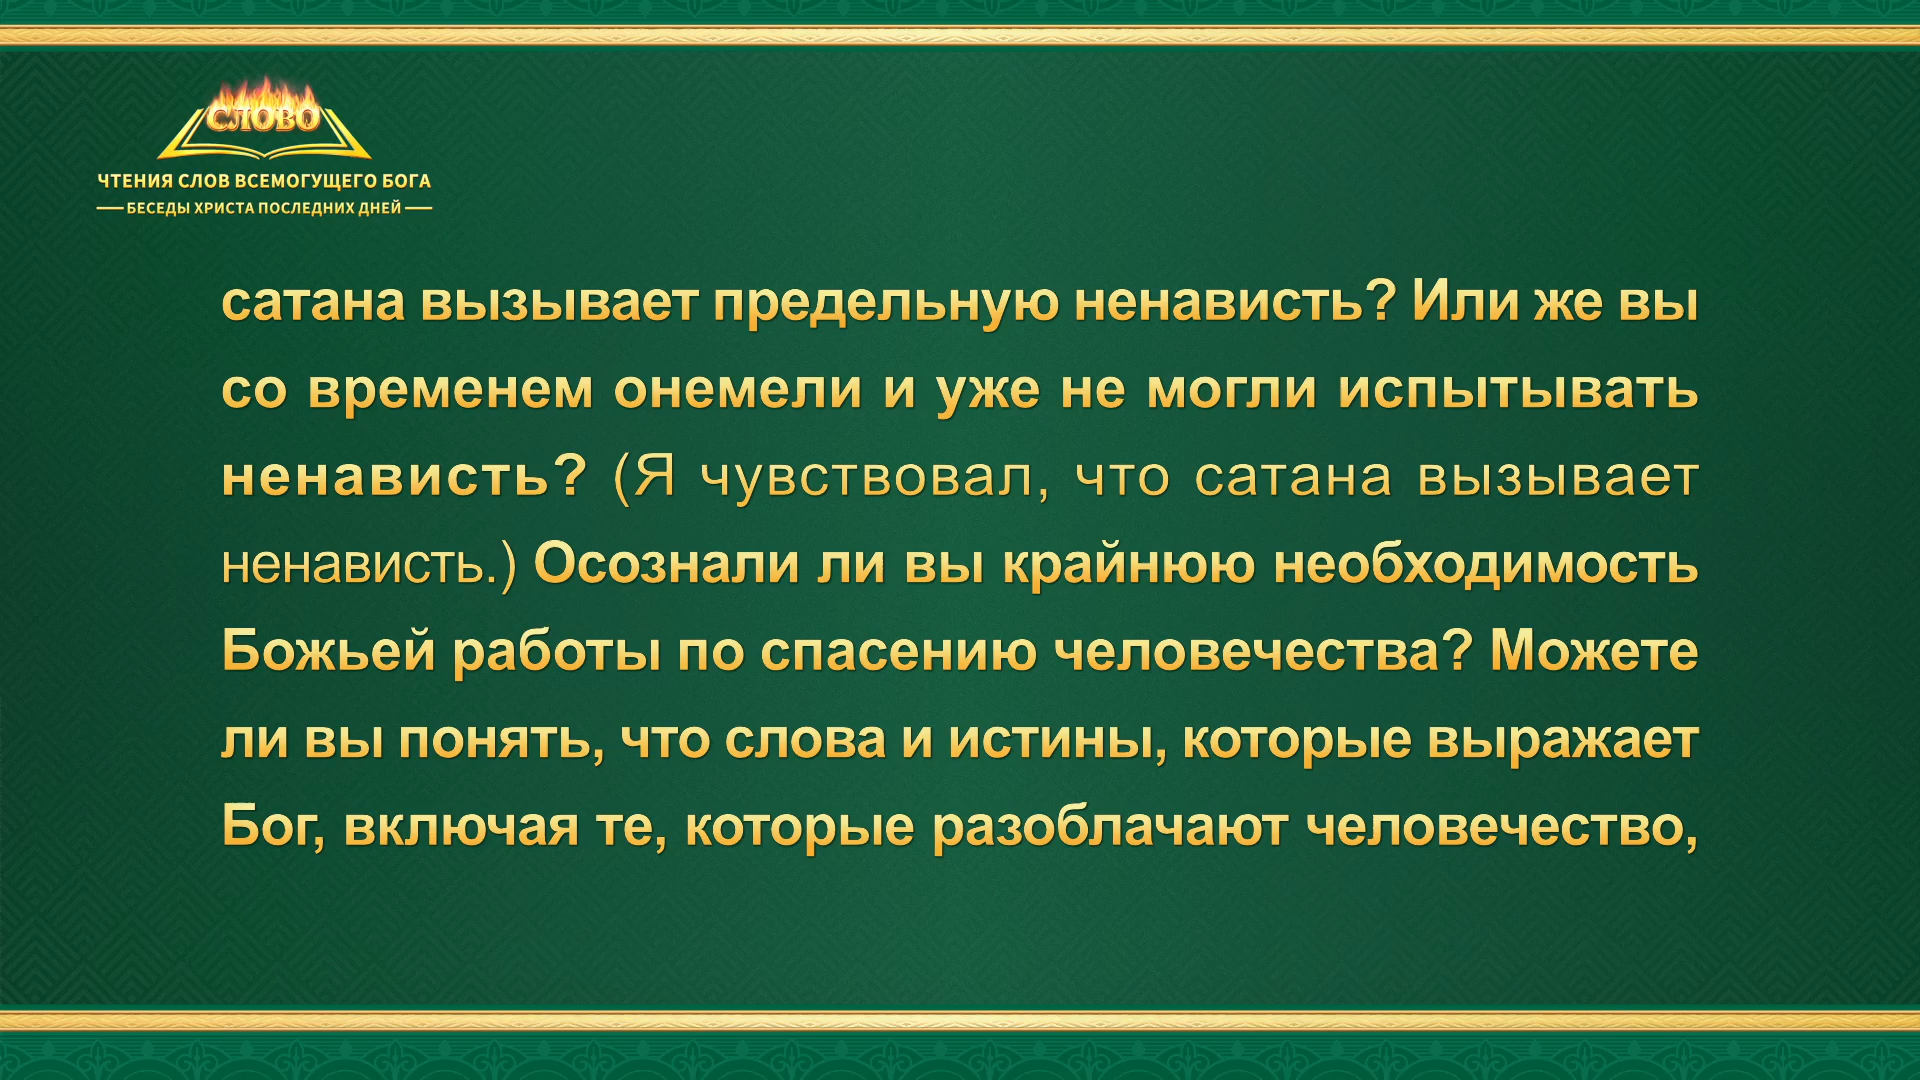 СЛОВО
ЧТЕНИЯ СЛОВ ВСЕМОГУЩЕГО БОГА
БЕСЕДЫ ХРИСТА ПОСЛЕДНИХ ДНЕЙ
сатана вызывает предельную ненависть? Или же вы
со временем онемели и уже не могли испытывать
ненависть? (Я чувствовал, что сатана вызывает
ненависть.) Осознали ли вы крайнюю необходимость
Божьей работы по спасению человечества? Можете
ли вы понять, что слова и истины, которые выражает
Бог, включая те, которые разоблачают человечество,